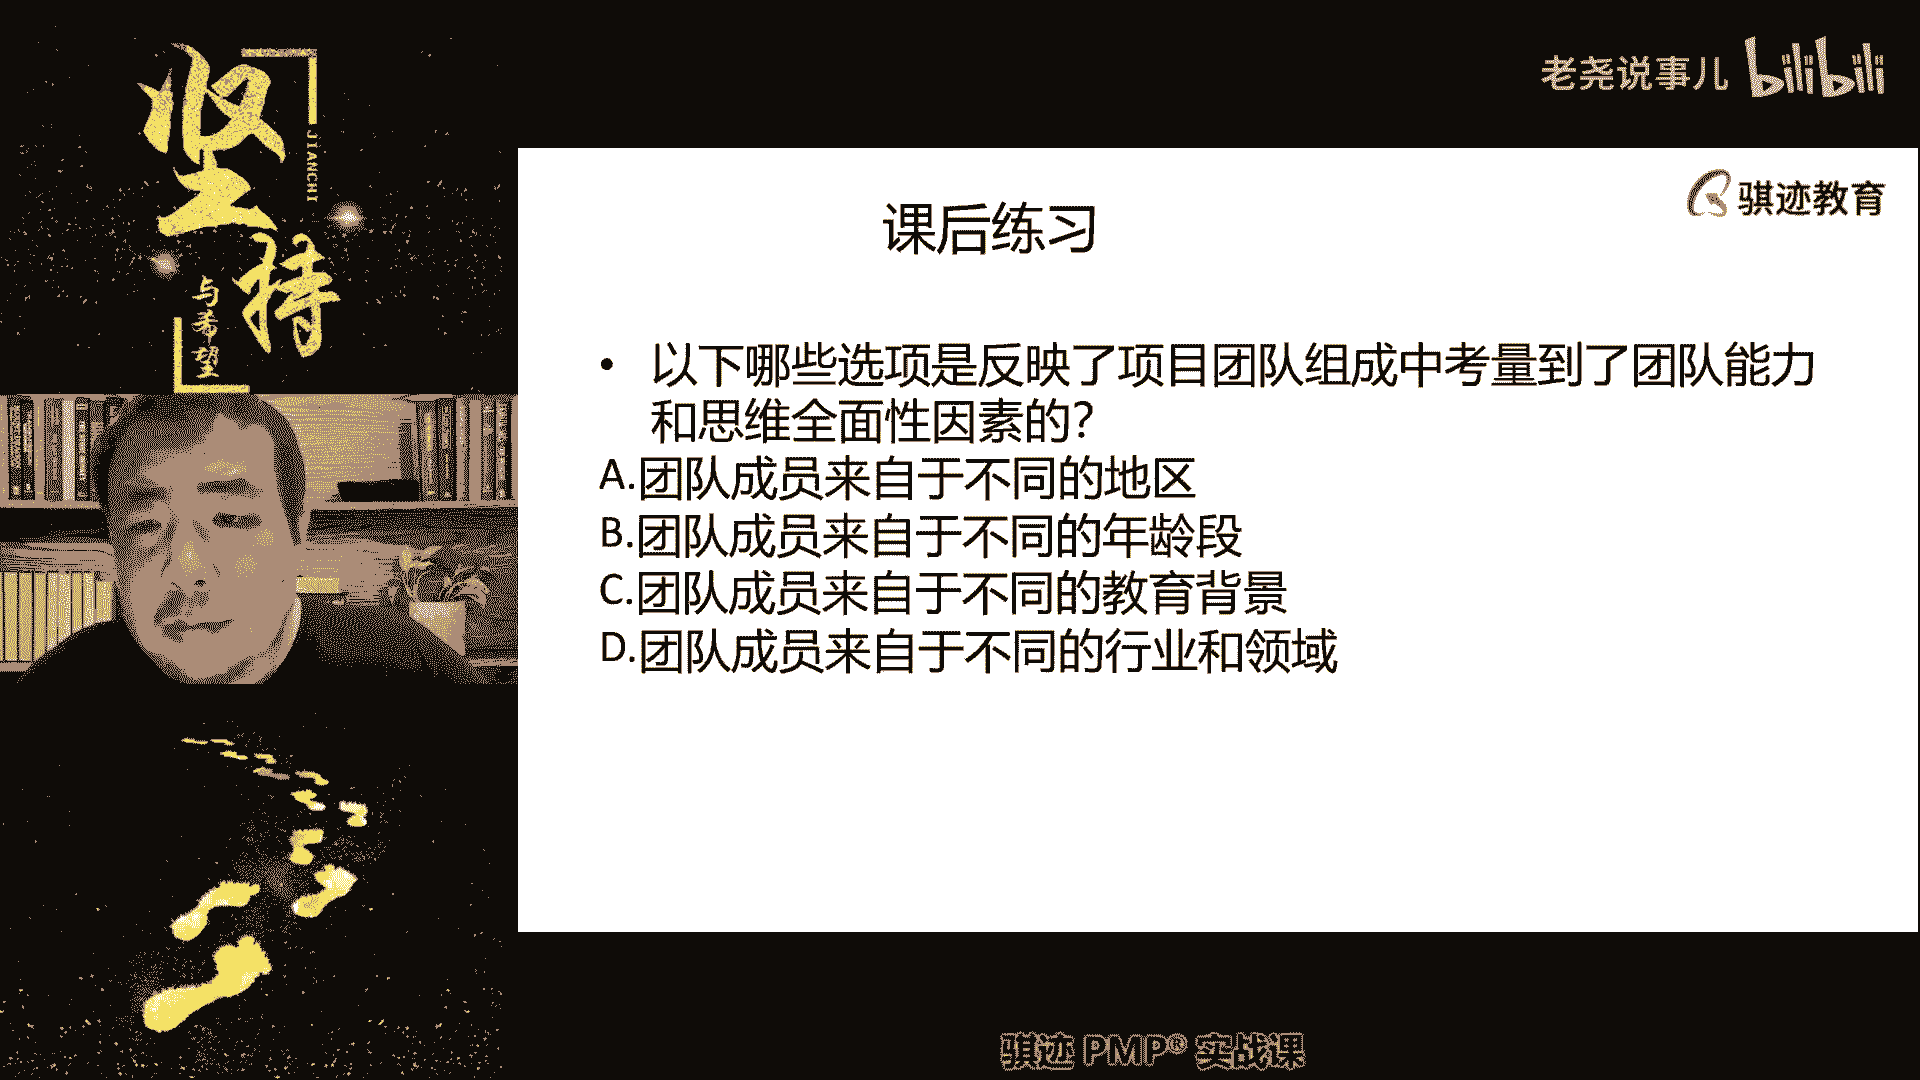 坚持
JIANCHI
与希望
老尧说事儿 bilibili
骐迹教育
课后练习
• 以下哪些选项是反映了项目团队组成中考量到了团队能力
和思维全面性因素的?
A.团队成员来自于不同的地区
B.团队成员来自于不同的年龄段
C.团队成员来自于不同的教育背景
D.团队成员来自于不同的行业和领域
骐迹 PMP® 实战课